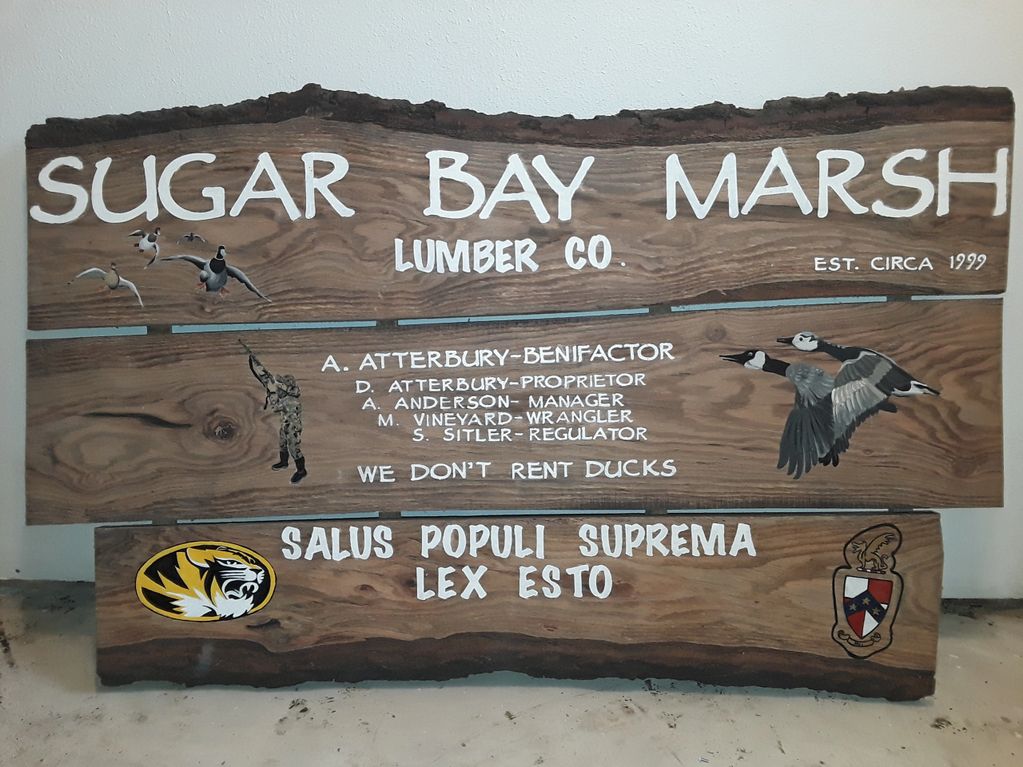 SUGAR BAY MARSH
LUMBER CO.
EST. CIRCA 1999
A. ATTERBURY-BENIFACTOR
D. ATTERBURY-PROPRIETOR
A. ANDERSON- MANAGER
M. VINEYARD-WRANGLER
S. SITLER-REGULATOR
WE DON'T RENT DUCKS
SALUS POPULI SUPREMA
LEX ESTO